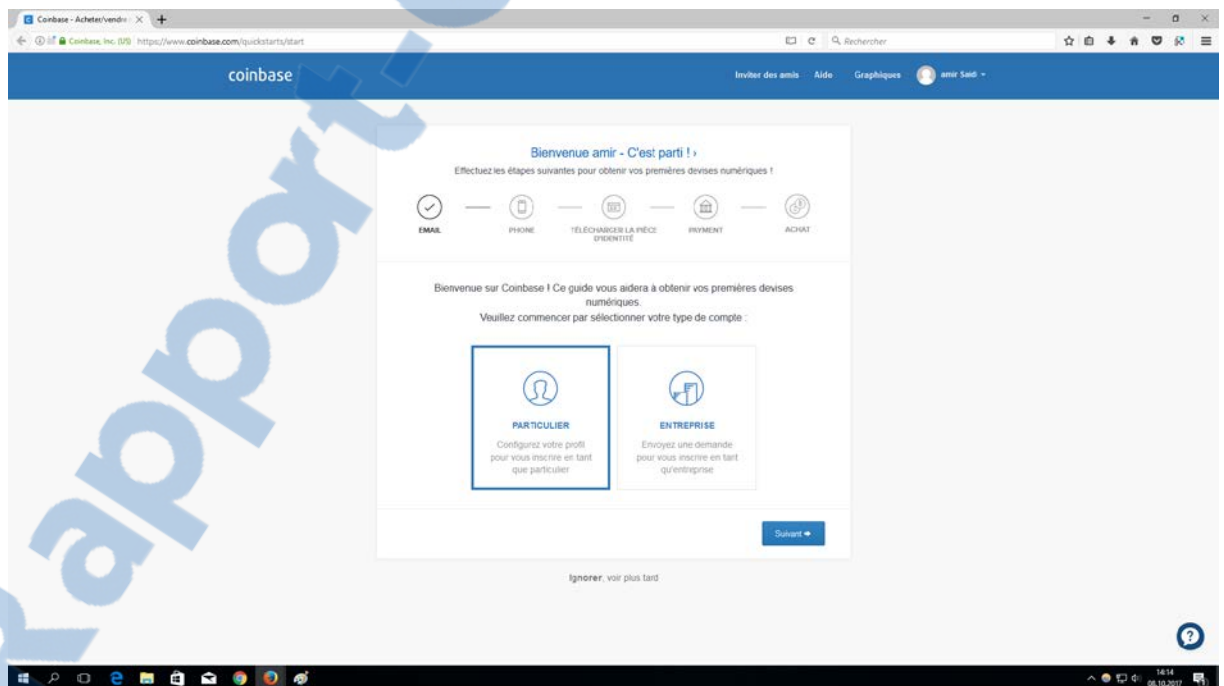 Coinbase - Acheter/vendre
Coinbase, Inc. (US) https://www.coinbase.com/quickstarts/start
Rechercher
coinbase
Inviter des amis Aide Graphiques amir Said
Bienvenue amir - C'est parti ! ›
Effectuez les étapes suivantes pour obtenir vos premières devises numériques !
EMAIL PHONE TÉLÉCHARGER LA PIÈCE D'IDENTITÉ PAYMENT ACHAT
Bienvenue sur Coinbase ! Ce guide vous aidera à obtenir vos premières devises
numériques.
Veuillez commencer par sélectionner votre type de compte :
PARTICULIER
Configurez votre profil
pour vous inscrire en tant
que particulier
ENTREPRISE
Envoyez une demande
pour vous inscrire en tant
qu'entreprise
Suivant
Ignorer, voir plus tard
14:14
06.10.2017
Rapport